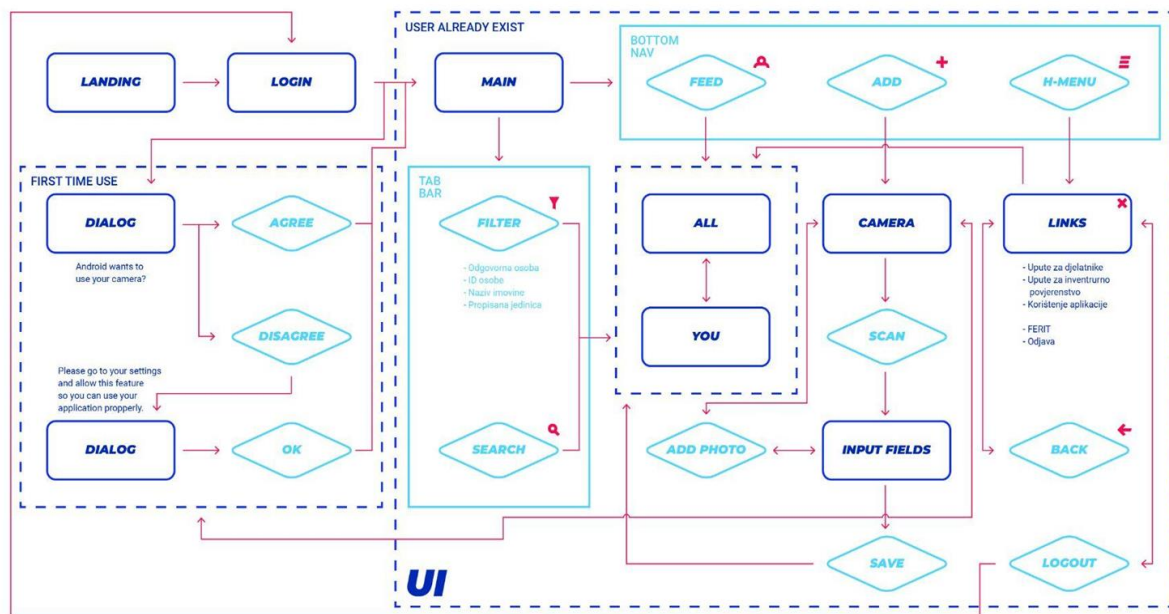 USER ALREADY EXIST
BOTTOM
NAV
LANDING
LOGIN
MAIN
FEED
ADD
H-MENU
FIRST TIME USE
DIALOG
AGREE
Android wants to
use your camera?
DISAGREE
Please go to your settings
and allow this feature
so you can use your
application propperly.
DIALOG
OK
TAB
BAR
FILTER
- Odgovorna osoba
- ID osobe
- Naziv imovine
- Propisana jedinica
SEARCH
ALL
YOU
CAMERA
SCAN
ADD PHOTO
INPUT FIELDS
SAVE
LINKS
- Upute za djelatnike
- Upute za inventrurno
povjerenstvo
- Korištenje aplikacije
- FERIT
- Odjava
BACK
LOGOUT
UI